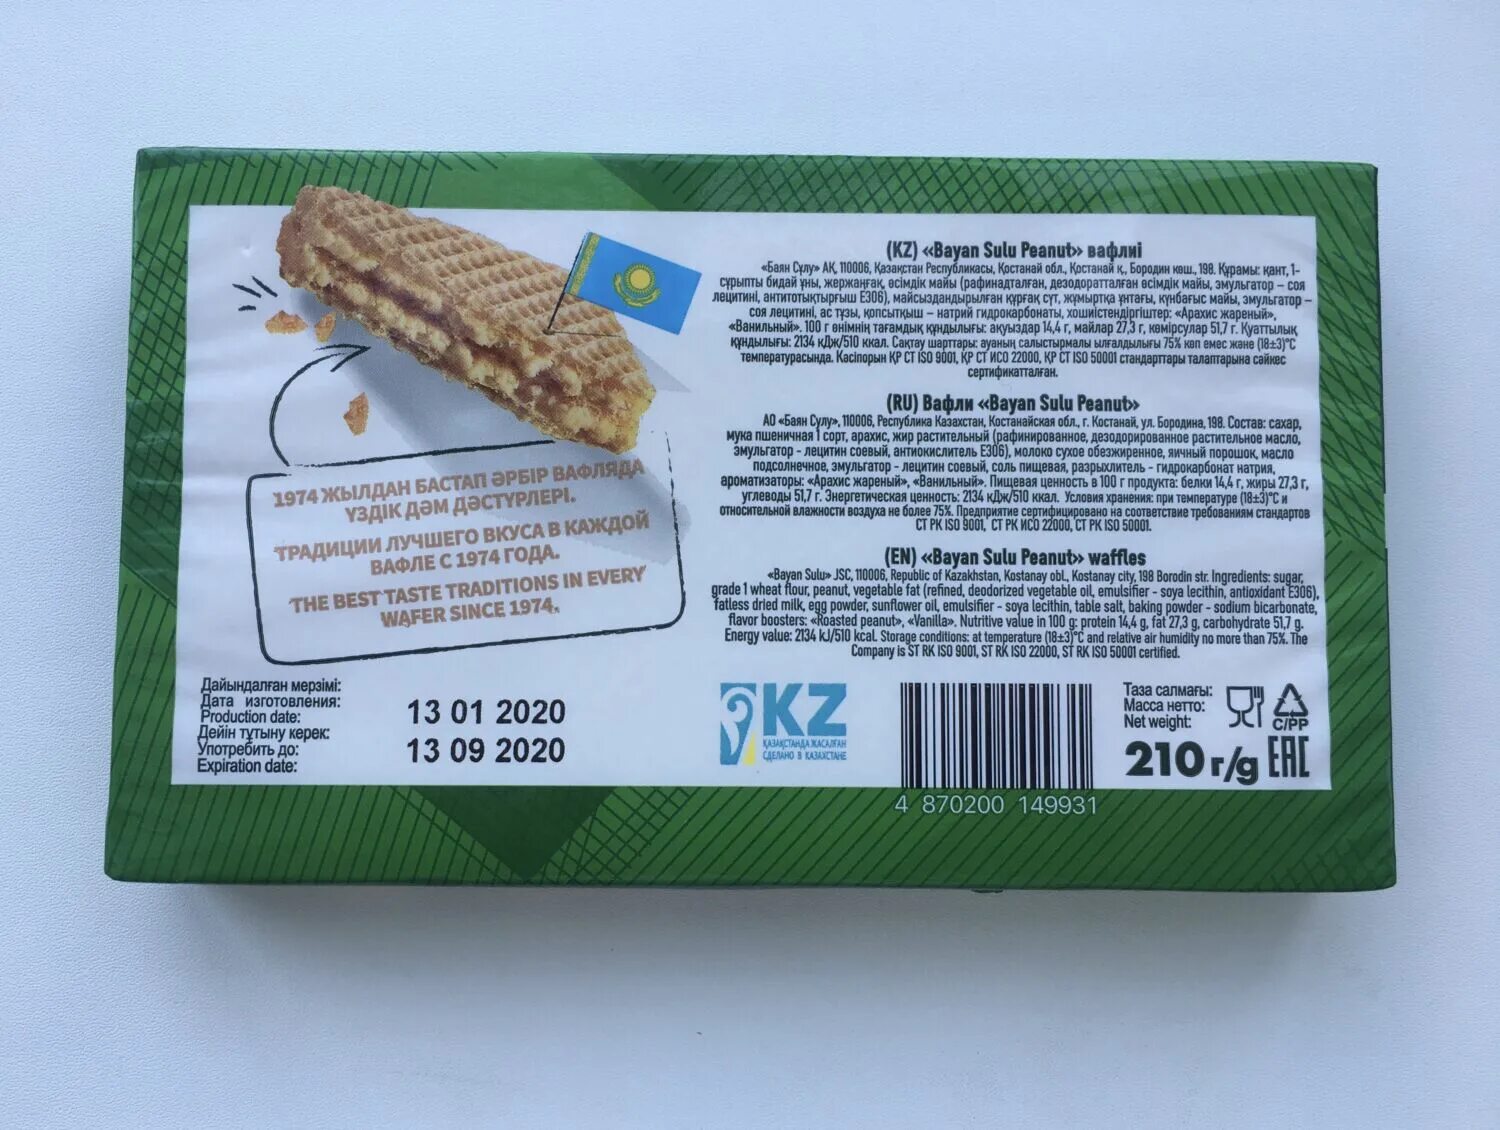 1974 ЖЫЛДАН БАСТАП ӘРБІР ВАФЛЯДА
ҮЗДІК ДӘМ ДӘСТҮРЛЕРІ.
ТРАДИЦИИ ЛУЧШЕГО ВКУСА В КАЖДОЙ
ВАФЛЕ С 1974 ГОДА.
THE BEST TASTE TRADITIONS IN EVERY
WAFER SINCE 1974.
(KZ) «Bayan Sulu Peanut» вафлиі
«Баян Сұлу» АҚ, 110006, Қазақстан Республикасы, Қостанай обл., Қостанай қ., Бородин көш., 198. Құрамы: қант, 1-
сұрыпты бидай ұны, жержаңғақ, өсімдік майы (рафинадталған, дезодоратталған өсімдік майы, эмульгатор – соя
лецитині, антитотықтырғыш Е306), майсыздандырылған құрғақ сүт, жұмыртқа ұнтағы, күнбағыс майы, эмульгатор –
соя лецитині, ас тұзы, қопсытқыш – натрий гидрокарбонаты, хошиістендіргіштер: «Арахис жареный»,
«Ванильный». 100 г өнімнің тағамдық құндылығы: ақуыздар 14,4 г, майлар 27,3 г, көмірсулар 51,7 г. Қуаттылық
құндылығы: 2134 кДж/510 ккал. Сақтау шарттары: ауаның салыстырмалы ылғалдылығы 75% көп емес және (18±3)°С
температурасында. Кәсіпорын ҚР СТ ISO 9001, ҚР СТ ИСО 22000, ҚР СТ ISO 50001 стандарттары талаптарына сәйкес
сертификатталған.
(RU) Вафли «Bayan Sulu Peanut»
АО «Баян Сулу», 110006, Республика Казахстан, Костанайская обл., г. Костанай, ул. Бородина, 198. Состав: сахар,
мука пшеничная 1 сорт, арахис, жир растительный (рафинированное, дезодорированное растительное масло,
эмульгатор - лецитин соевый, антиокислитель Е306), молоко сухое обезжиренное, яичный порошок, масло
подсолнечное, эмульгатор - лецитин соевый, соль пищевая, разрыхлитель - гидрокарбонат натрия,
ароматизаторы: «Арахис жареный», «Ванильный». Пищевая ценность в 100 г продукта: белки 14,4 г, жиры 27,3 г,
углеводы 51,7 г. Энергетическая ценность: 2134 кДж/510 ккал. Условия хранения: при температуре (18±3)°С и
относительной влажности воздуха не более 75%. Предприятие сертифицировано на соответствие требованиям стандартов
СТ РК ISO 9001, СТ РК ИСО 22000, СТ РК ISO 50001.
(EN) «Bayan Sulu Peanut» waffles
«Bayan Sulu» JSC, 110006, Republic of Kazakhstan, Kostanay obl., Kostanay city, 198 Borodin str. Ingredients: sugar,
grade 1 wheat flour, peanut, vegetable fat (refined, deodorized vegetable oil, emulsifier - soya lecithin, antioxidant E306),
fatless dried milk, egg powder, sunflower oil, emulsifier - soya lecithin, table salt, baking powder - sodium bicarbonate,
flavor boosters: «Roasted peanut», «Vanilla». Nutritive value in 100 g: protein 14,4 g, fat 27,3 g, carbohydrate 51,7 g.
Energy value: 2134 kJ/510 kcal. Storage conditions: at temperature (18±3)°C and relative air humidity no more than 75%. The
Company is ST RK ISO 9001, ST RK ISO 22000, ST RK ISO 50001 certified.
Дайындалған мерзімі:
Дата изготовления:
Production date:
13 01 2020
Дейін тұтыну керек:
Употребить до:
Expiration date:
13 09 2020
KZ
ҚАЗАҚСТАНДА ЖАСАЛҒАН
СДЕЛАНО В КАЗАХСТАНЕ
4 870200 149931
Таза салмағы:
Масса нетто:
Net weight:
210 г/g
C/PP
EAC